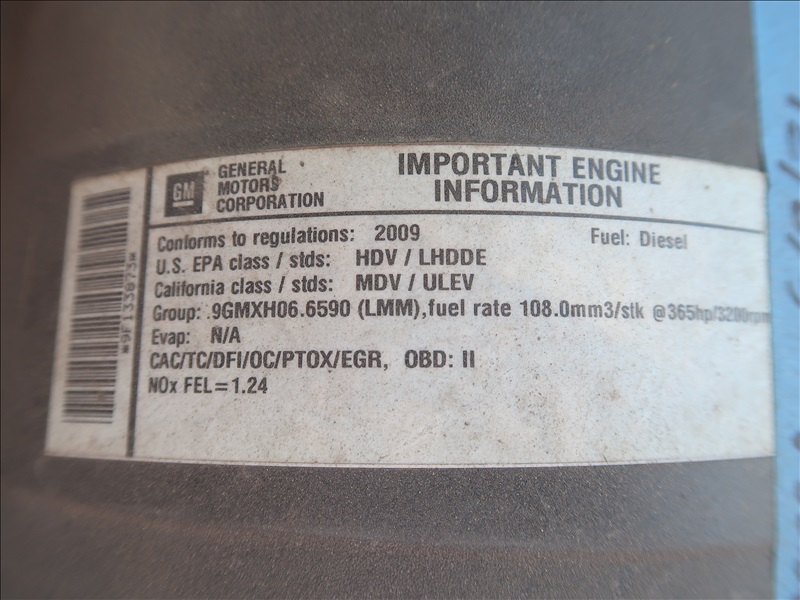 GM GENERAL MOTORS CORPORATION
IMPORTANT ENGINE INFORMATION
Conforms to regulations: 2009 Fuel: Diesel
U.S. EPA class / stds: HDV / LHDDE
California class / stds: MDV / ULEV
Group: .9GMXH06.6590 (LMM),fuel rate 108.0mm3/stk @365hp/3200rpm
Evap: N/A
CAC/TC/DFI/OC/PTOX/EGR, OBD: II
NOx FEL=1.24
*9F133873*